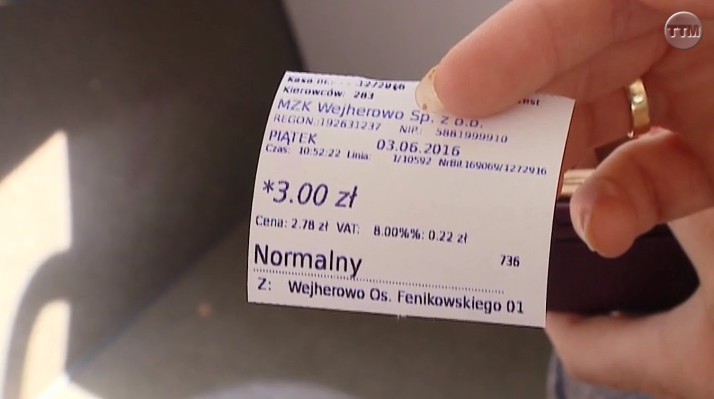 TTM
Kierowców: 283
MZK Wejherowo Sp. z o.o.
REGON:192631237 NIP: 5881999910
PIĄTEK 03.06.2016
Czas: 10:52:22 Linia: 1/10592 NrBil.169069/1272916
*3.00 zł
Cena: 2.78 zł VAT: 8.00%%: 0.22 zł
Normalny 736
Z: Wejherowo Os. Fenikowskiego 01